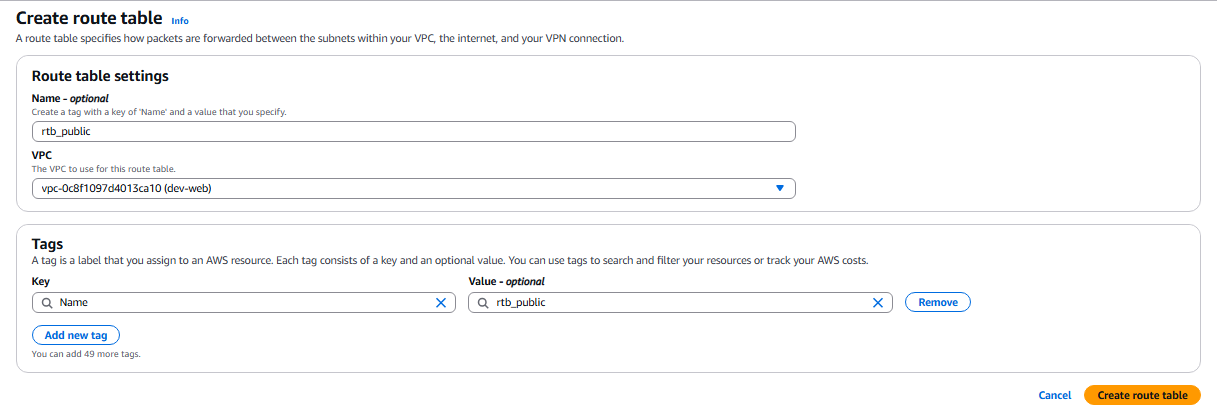 Create route table Info
A route table specifies how packets are forwarded between the subnets within your VPC, the internet, and your VPN connection.
Route table settings
Name - optional
Create a tag with a key of 'Name' and a value that you specify.
rtb_public
VPC
The VPC to use for this route table.
vpc-0c8f1097d4013ca10 (dev-web)
Tags
A tag is a label that you assign to an AWS resource. Each tag consists of a key and an optional value. You can use tags to search and filter your resources or track your AWS costs.
Key Value - optional
Name rtb_public Remove
Add new tag
You can add 49 more tags.
Cancel Create route table